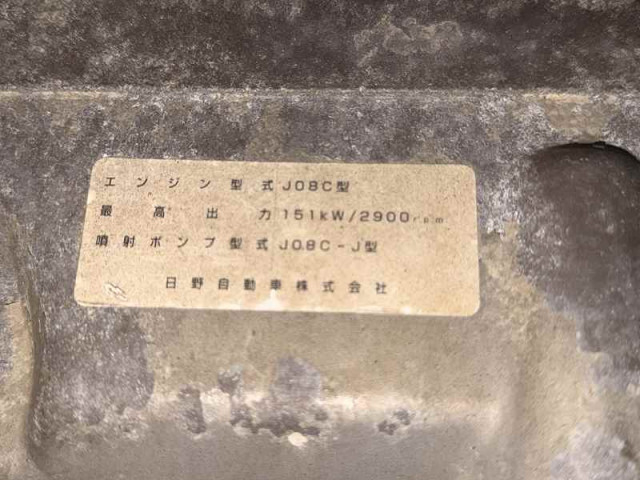 エンジン型式J08C型
最高出力151kW/2900rpm
噴射ポンプ型式J08C-J型
日野自動車株式会社